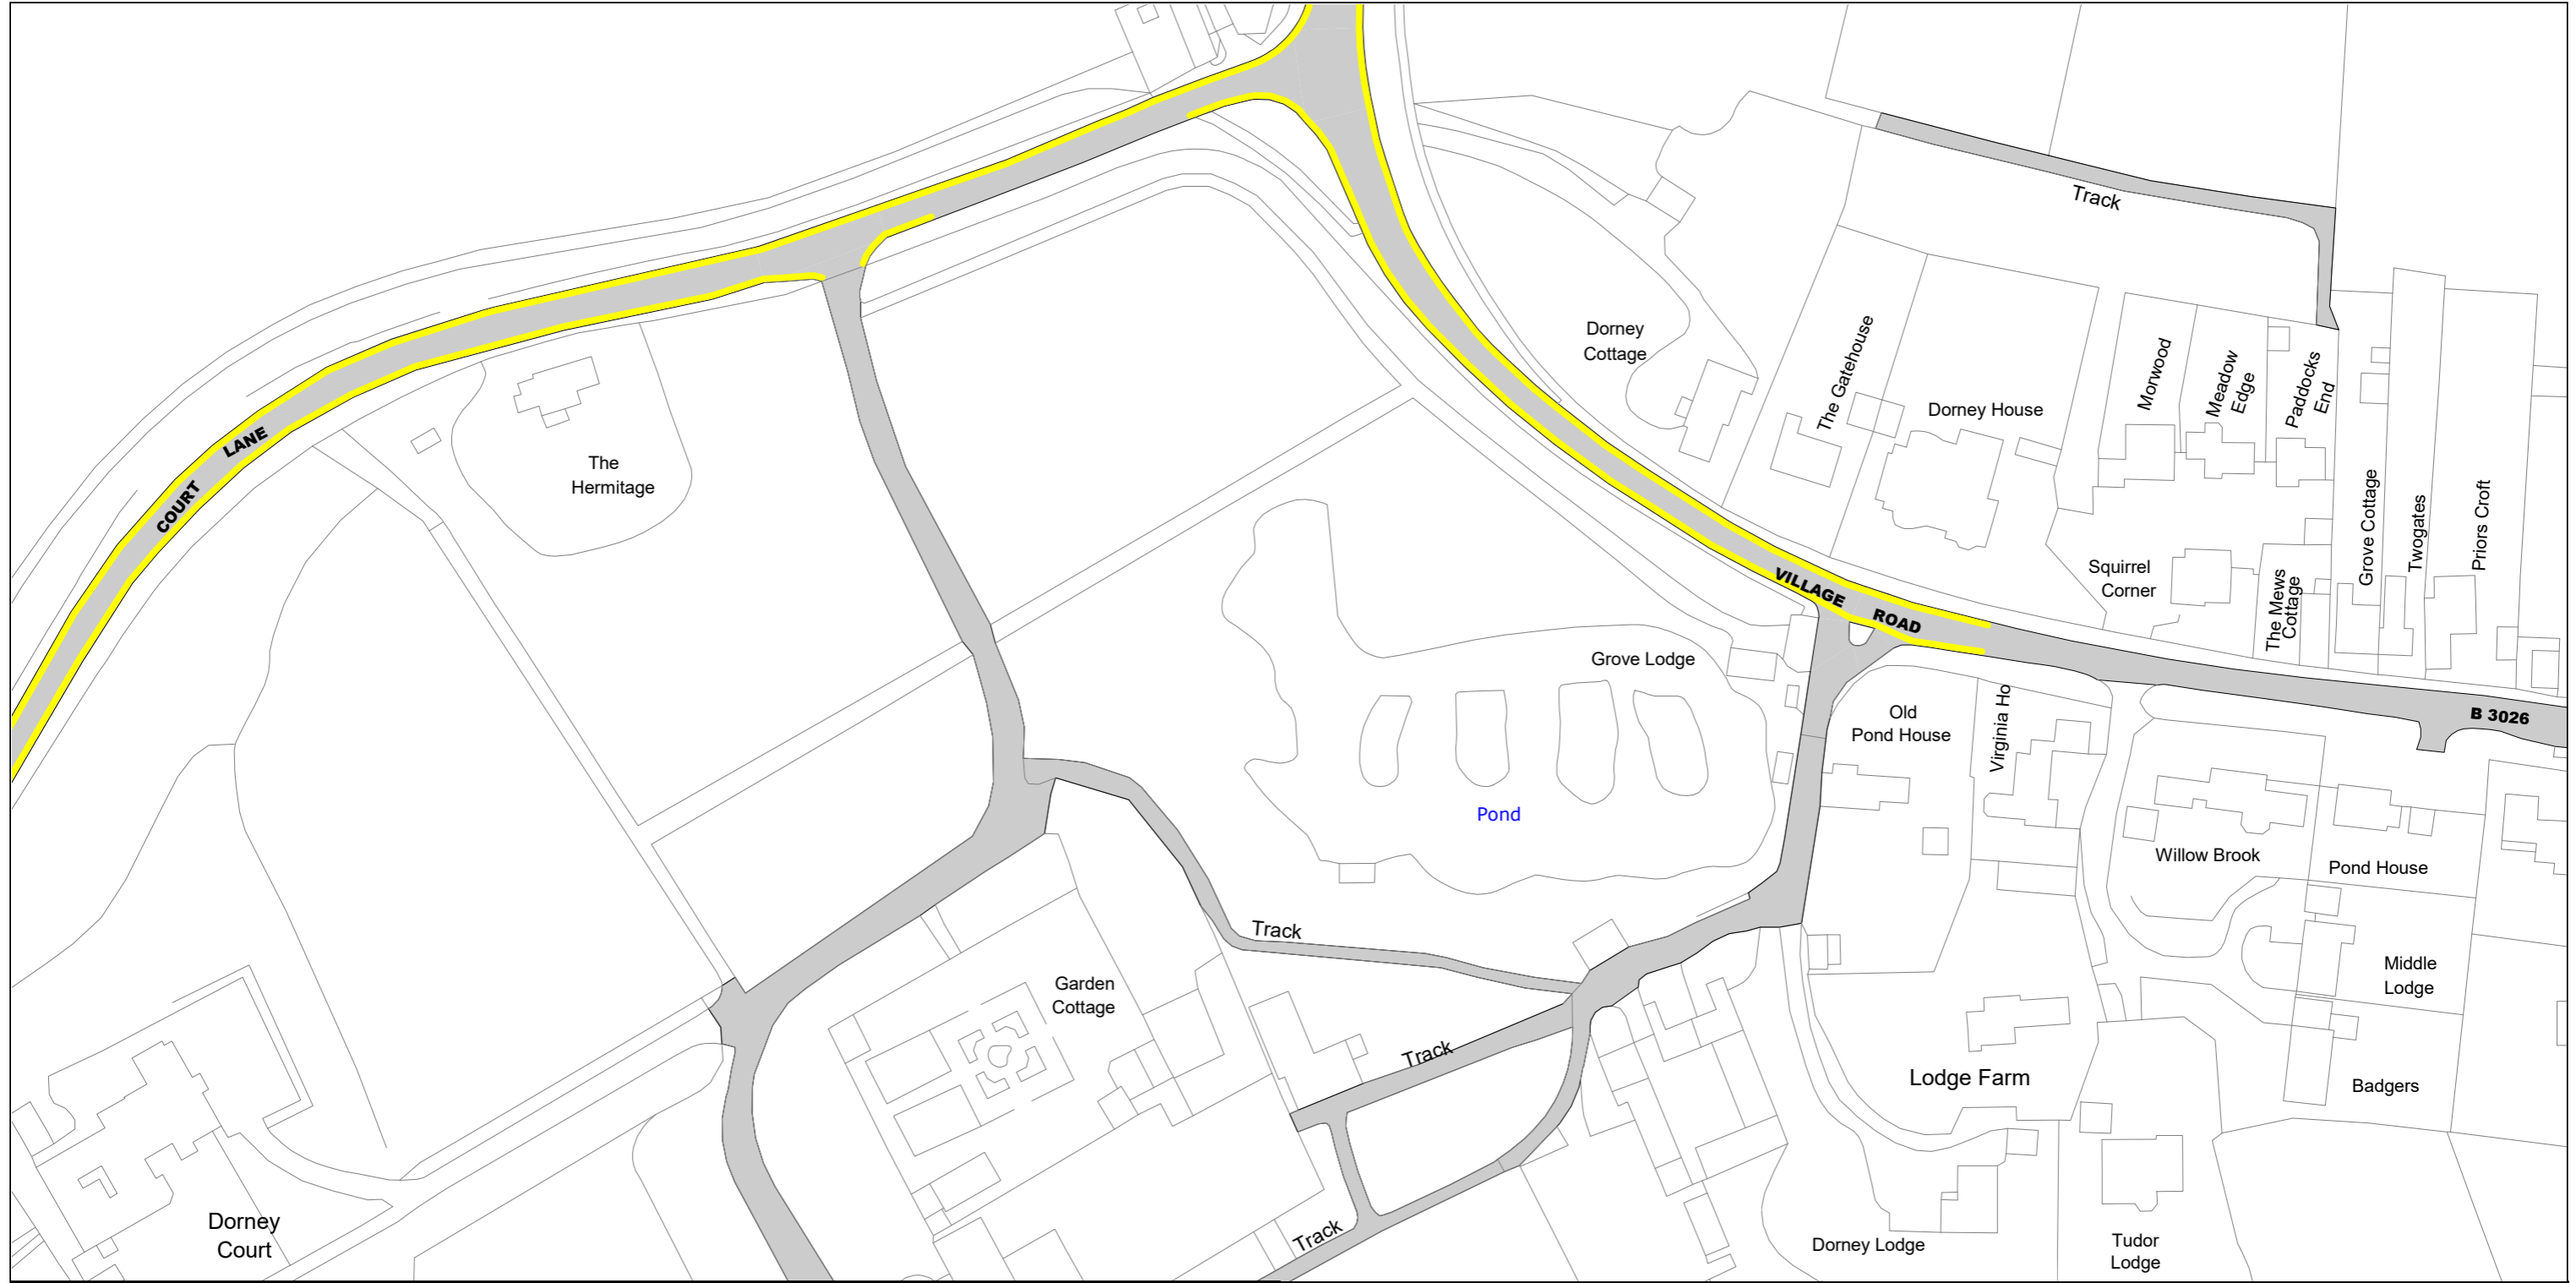 Track
Dorney
Cottage
The Gatehouse
Dorney House
Morwood
Meadow
Edge
Paddocks
End
LANE
COURT
The
Hermitage
Grove Cottage
Twogates
Priors Croft
Squirrel
Corner
The Mews
Cottage
VILLAGE
ROAD
Grove Lodge
Old
Pond House
Virginia Ho
B 3026
Pond
Willow Brook
Pond House
Track
Garden
Cottage
Middle
Lodge
Track
Lodge Farm
Badgers
Dorney
Court
Track
Dorney Lodge
Tudor
Lodge